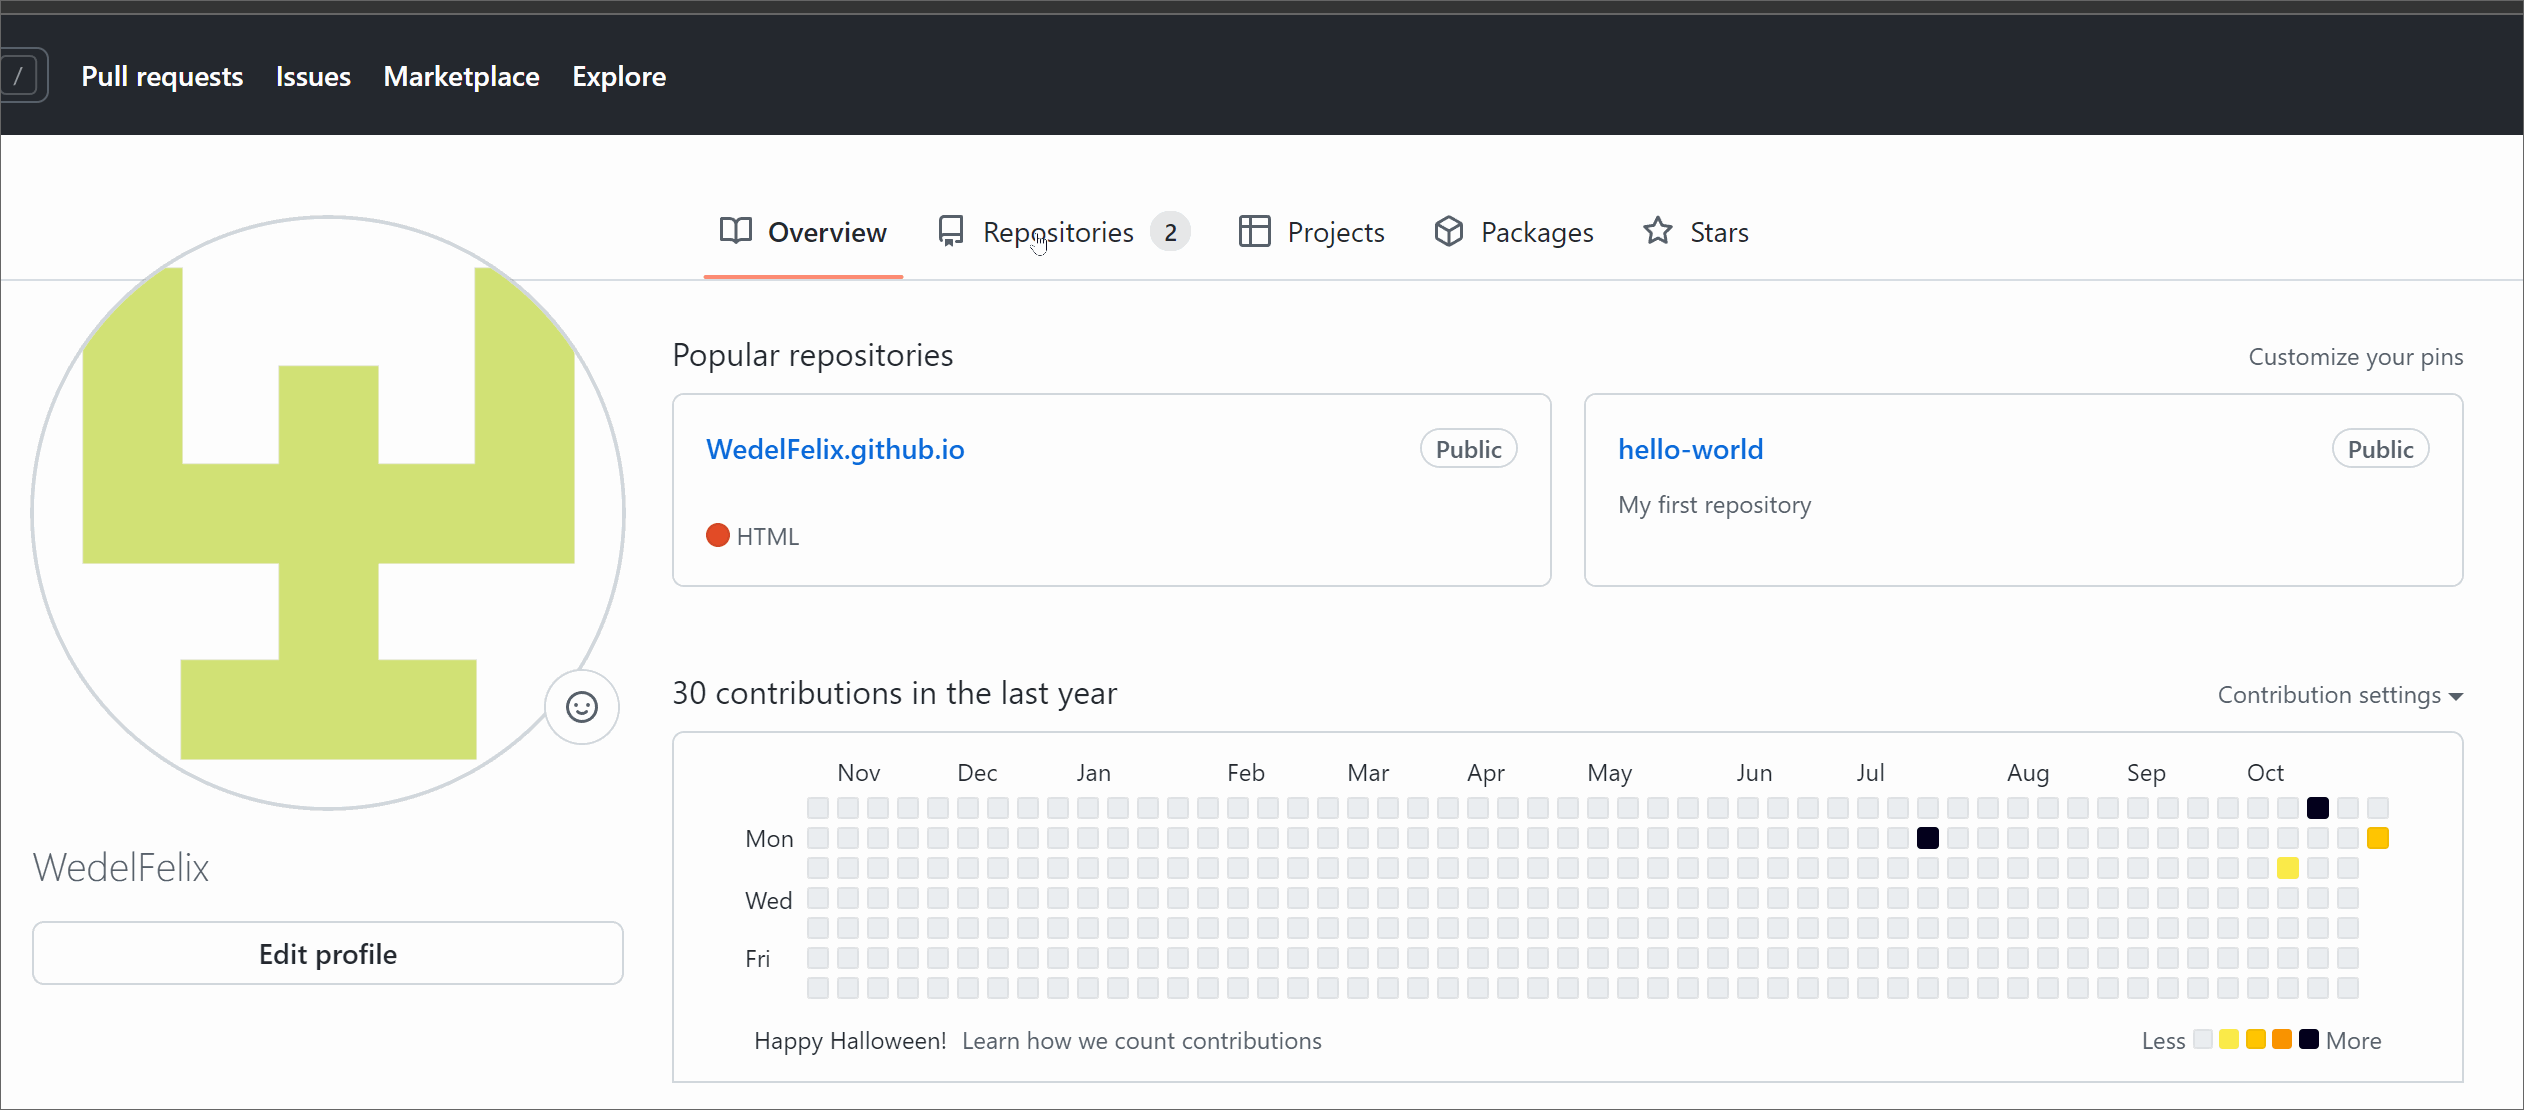 / Pull requests Issues Marketplace Explore
Overview Repositories 2 Projects Packages Stars
Popular repositories Customize your pins
WedelFelix.github.io Public
HTML
hello-world Public
My first repository
WedelFelix
Edit profile
30 contributions in the last year Contribution settings
Nov Dec Jan Feb Mar Apr May Jun Jul Aug Sep Oct
Mon
Wed
Fri
Happy Halloween! Learn how we count contributions Less More